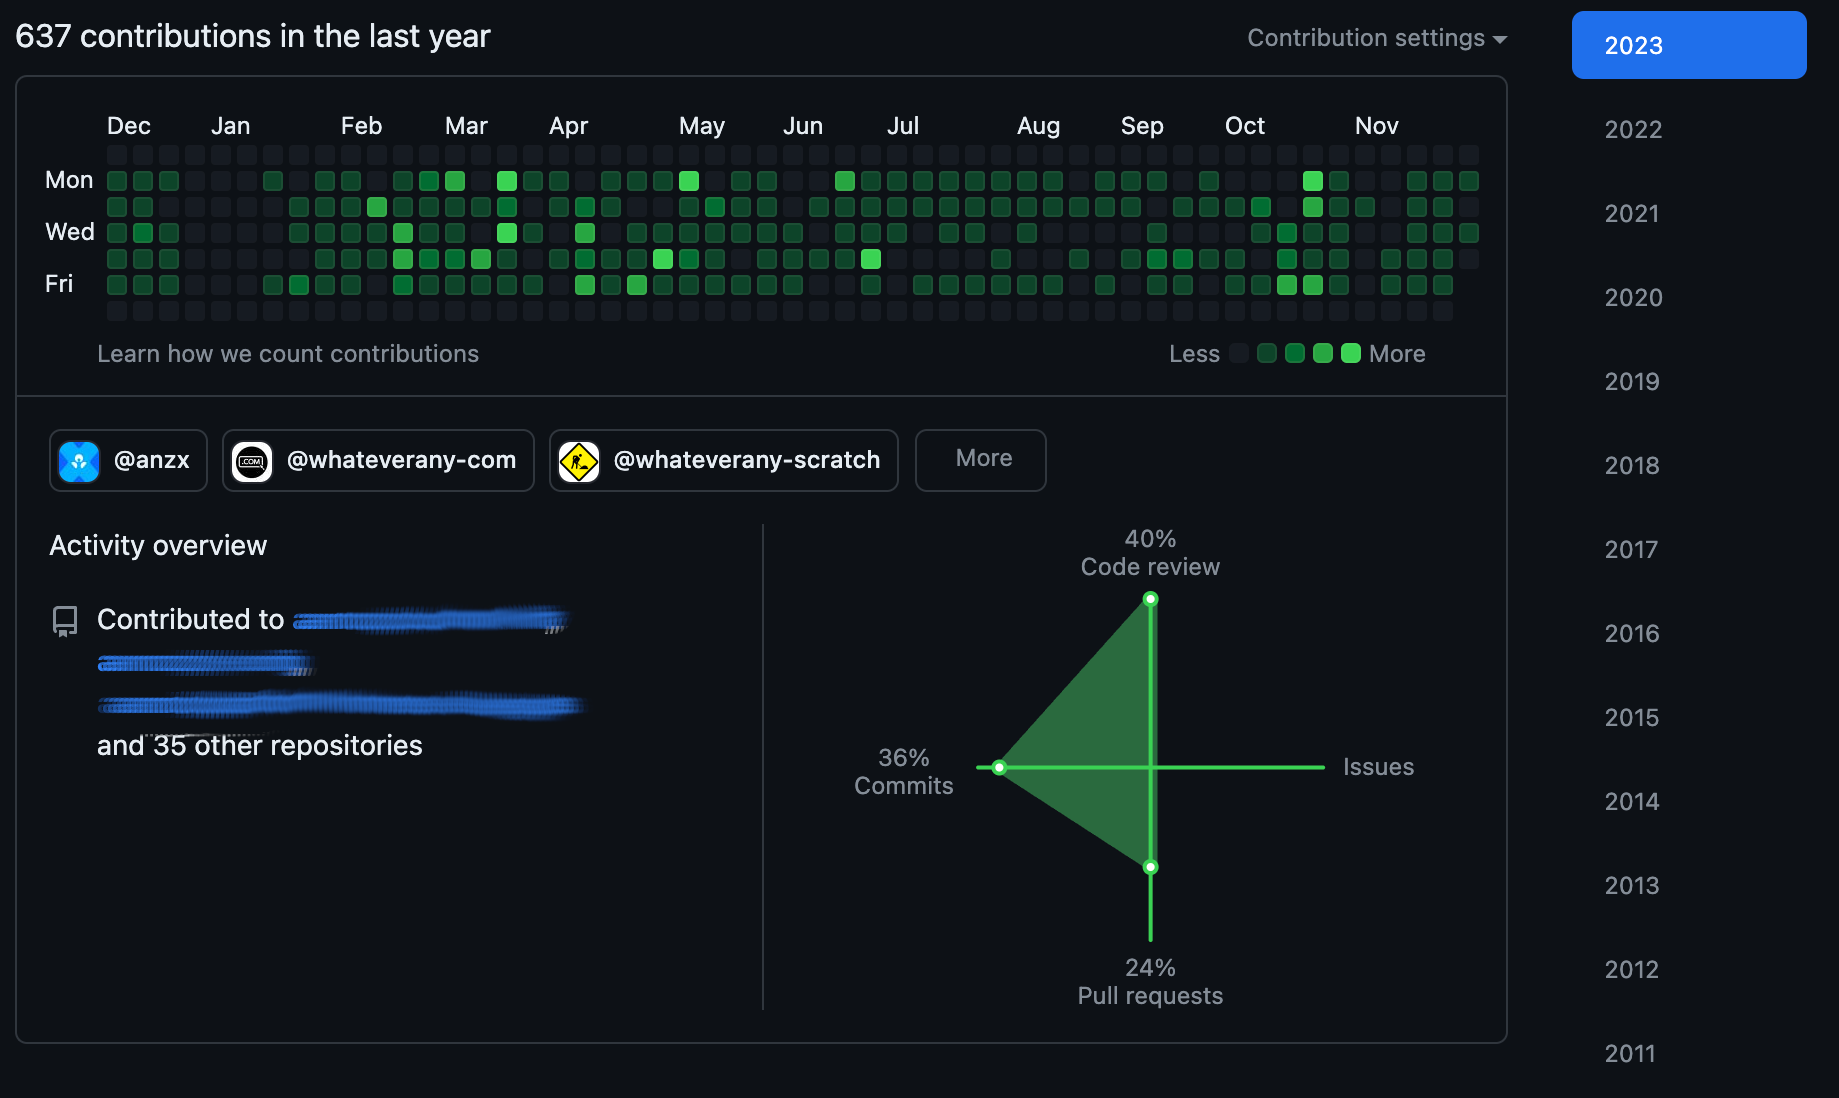 637 contributions in the last year
Contribution settings
2023
2022
2021
2020
2019
2018
2017
2016
2015
2014
2013
2012
2011
Dec Jan Feb Mar Apr May Jun Jul Aug Sep Oct Nov
Mon
Wed
Fri
Learn how we count contributions
Less More
@anzx
.COM
@whateverany-com
@whateverany-scratch
More
Activity overview
Contributed to
and 35 other repositories
40%
Code review
36%
Commits
Issues
24%
Pull requests